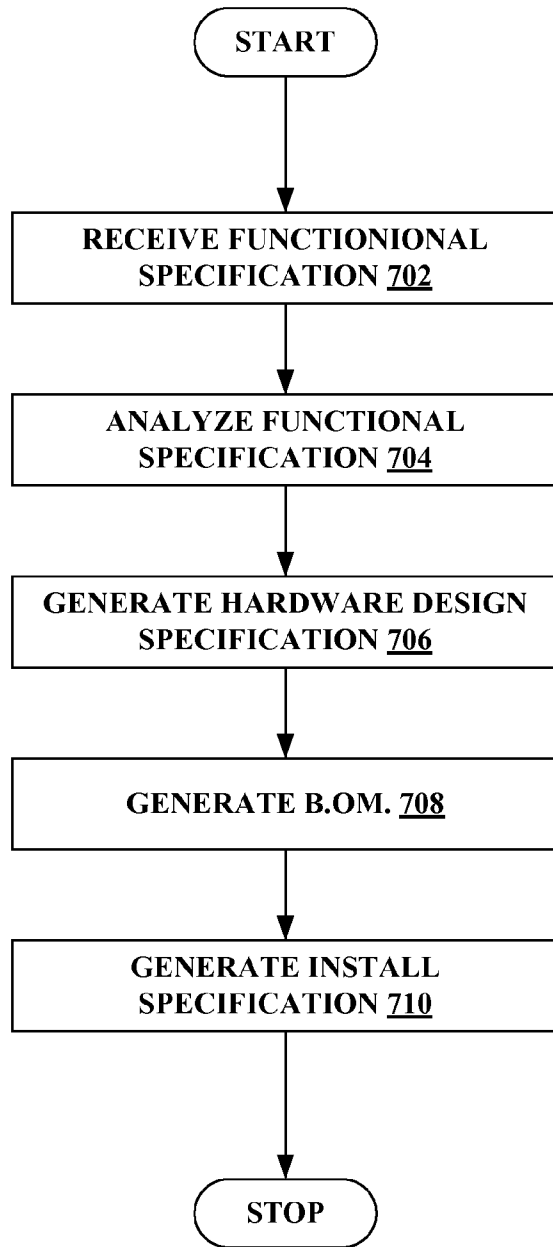 START
RECEIVE FUNCTIONIONAL
SPECIFICATION 702
ANALYZE FUNCTIONAL
SPECIFICATION 704
GENERATE HARDWARE DESIGN
SPECIFICATION 706
GENERATE B.OM. 708
GENERATE INSTALL
SPECIFICATION 710
STOP